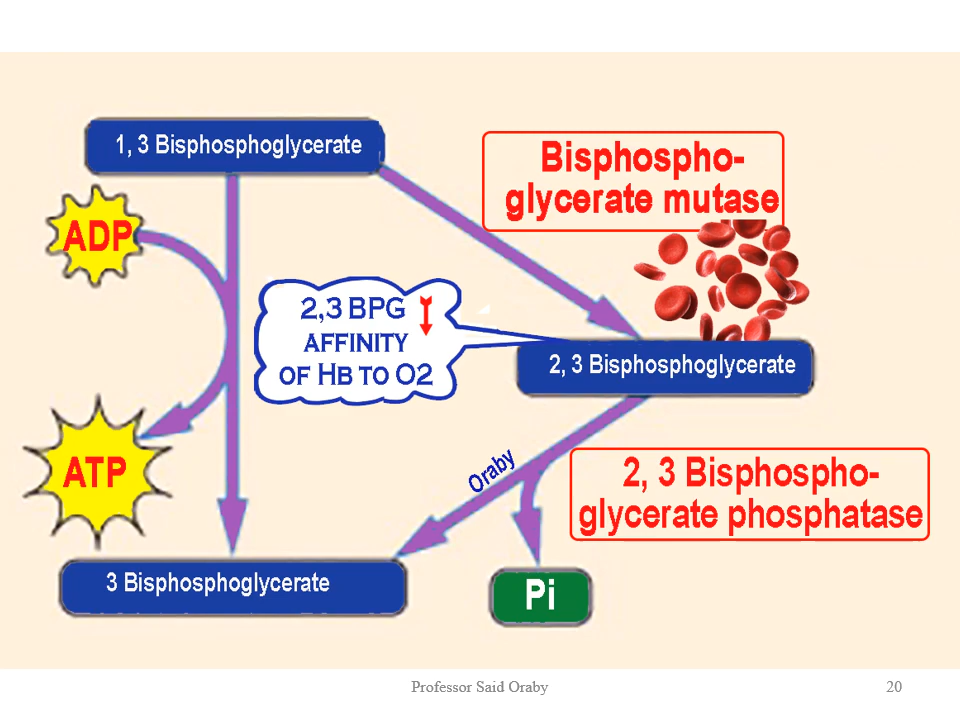 1, 3 Bisphosphoglycerate
Bisphospho-
glycerate mutase
ADP
2,3 BPG
AFFINITY
OF HB TO O2
2, 3 Bisphosphoglycerate
ATP
Oraby
2, 3 Bisphospho-
glycerate phosphatase
3 Bisphosphoglycerate
Pi
Professor Said Oraby
20